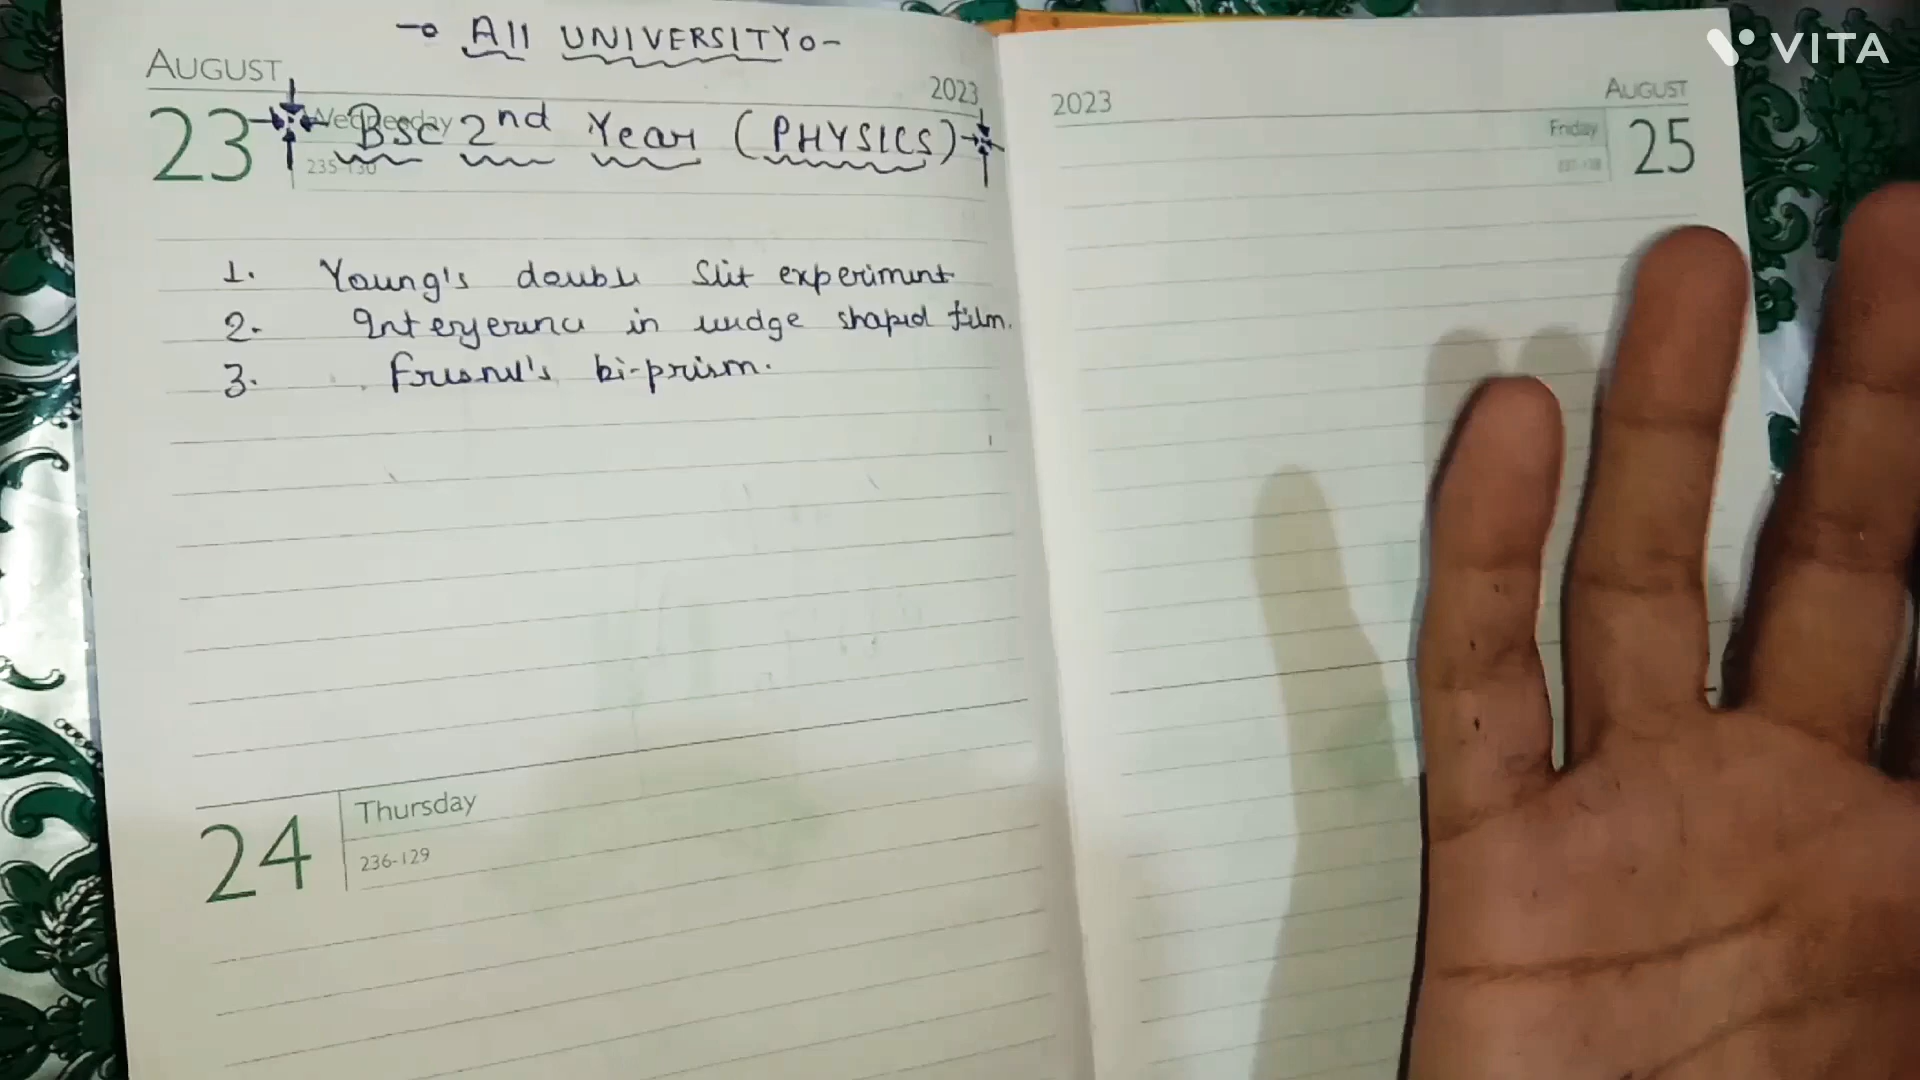 → All UNIVERSITY
AUGUST
2023
23
Wednesday
Bsc 2nd Year (PHYSICS)
235-130
1. Young's double slit experiment
2. Interference in wedge shaped film.
3. Fresnel's bi-prism.
24
Thursday
236-129
2023
AUGUST
Friday
25
VITA